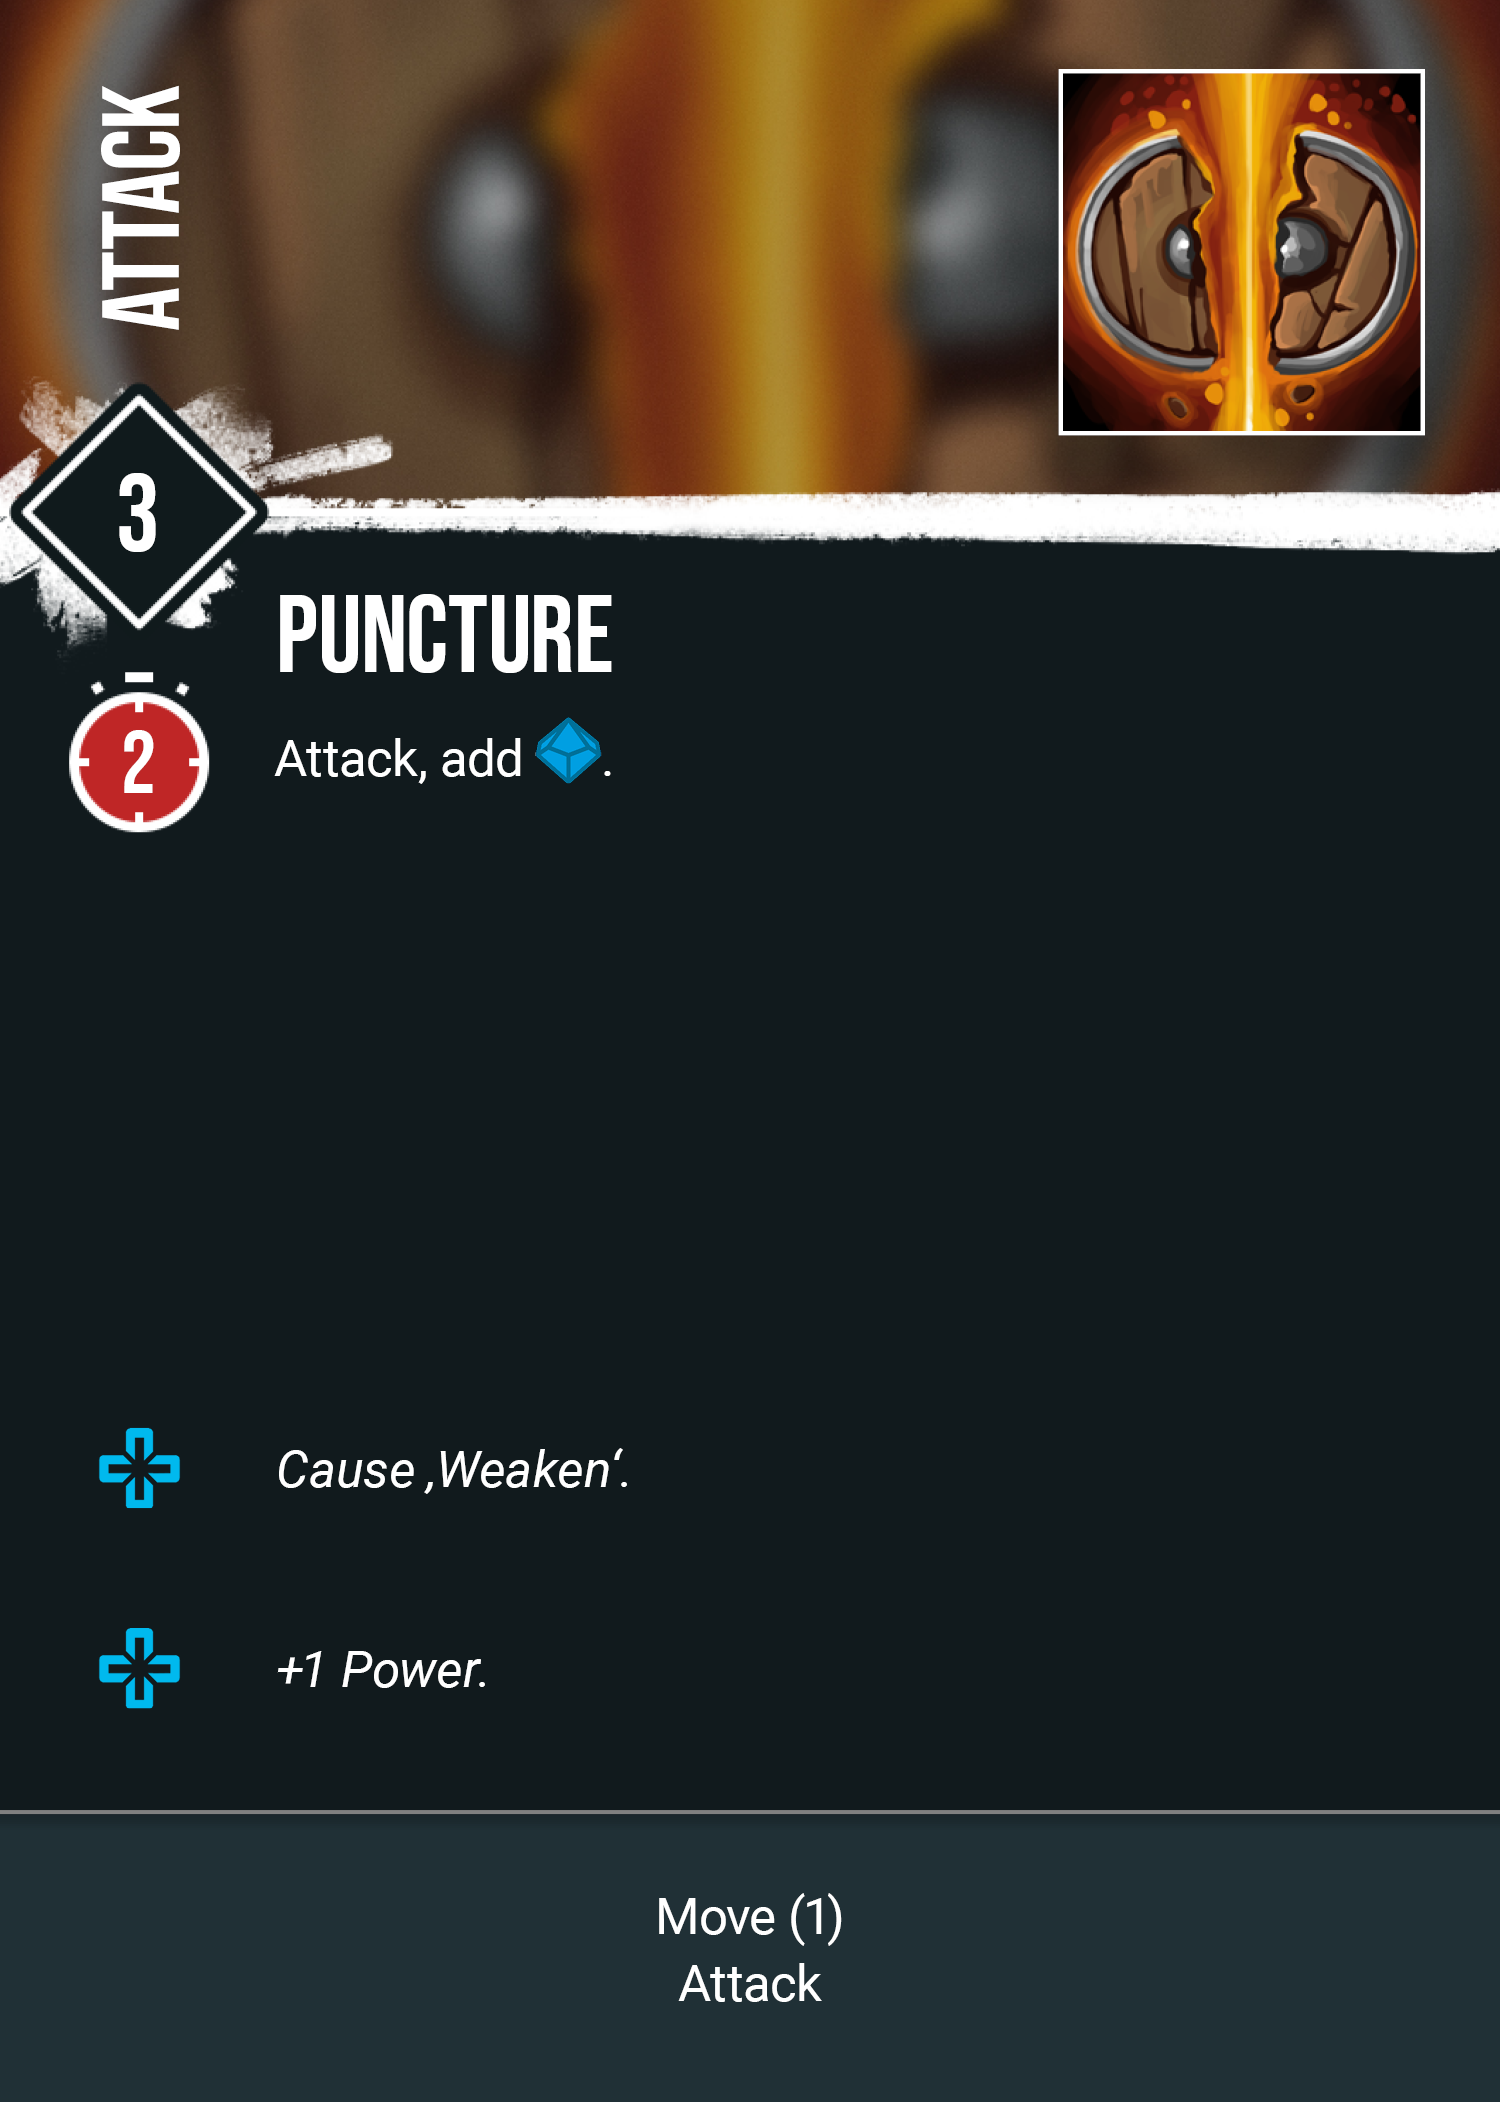 ATTACK
3
PUNCTURE
2
Attack, add .
Cause ‚Weaken‘.
+1 Power.
Move (1)
Attack